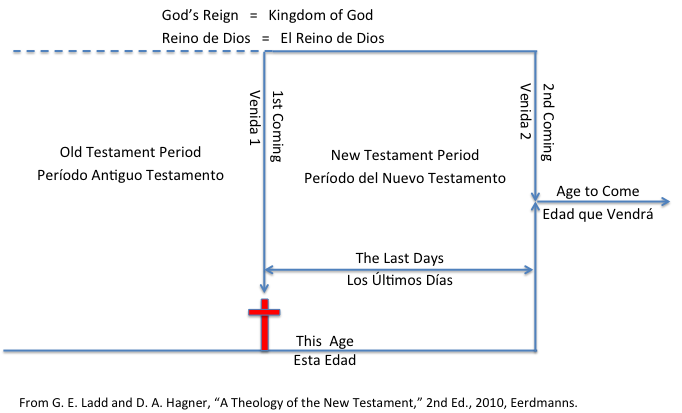 God's Reign = Kingdom of God
Reino de Dios = El Reino de Dios
1st Coming
Venida 1
2nd Coming
Venida 2
Old Testament Period
Período Antiguo Testamento
New Testament Period
Período del Nuevo Testamento
Age to Come
Edad que Vendrá
The Last Days
Los Últimos Días
This Age
Esta Edad
From G. E. Ladd and D. A. Hagner, “A Theology of the New Testament,” 2nd Ed., 2010, Eerdmanns.